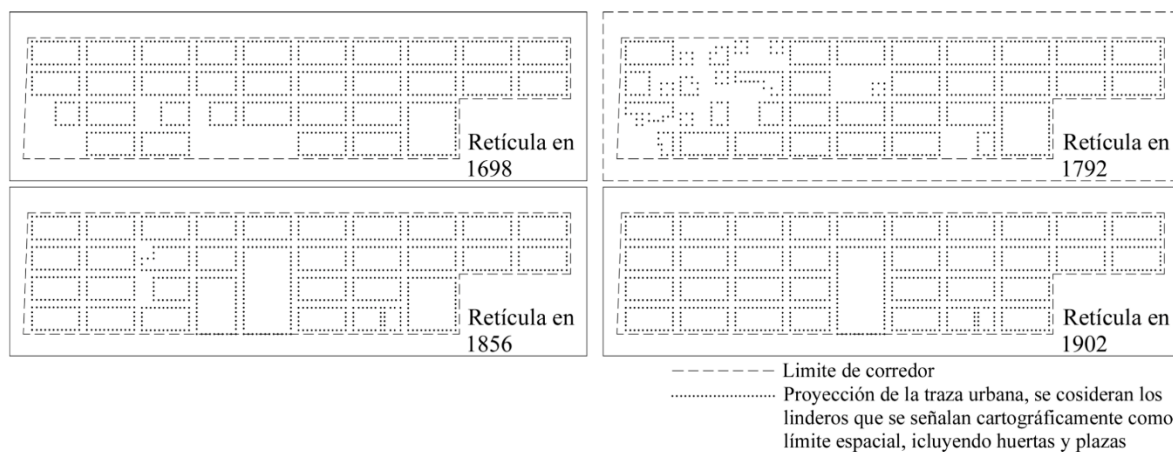 Retícula en
1698
Retícula en
1792
Retícula en
1856
Retícula en
1902
Limite de corredor
Proyección de la traza urbana, se cosideran los
linderos que se señalan cartográficamente como
límite espacial, icluyendo huertas y plazas